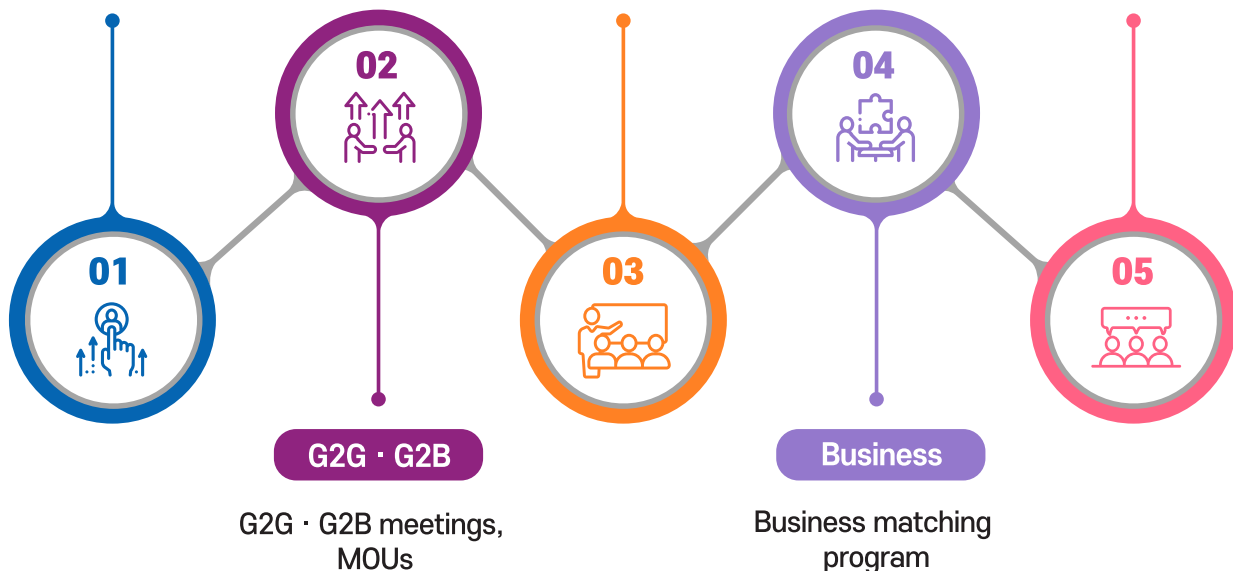 01
02
03
04
05
G2G · G2B
G2G · G2B meetings,
MOUs
Business
Business matching
program